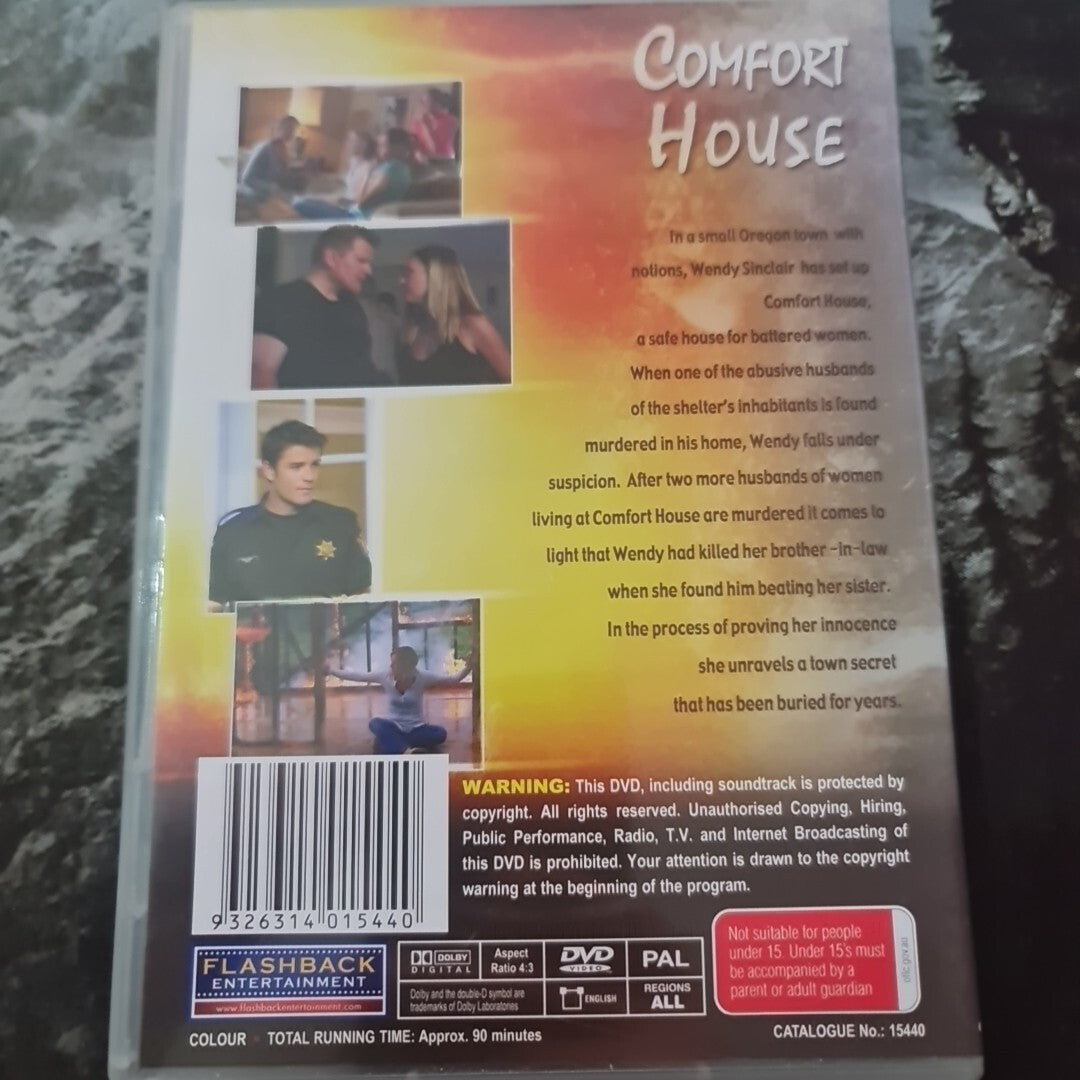 COMFORT
HOUSE
In a small Oregon town with
notions, Wendy Sinclair has set up
Comfort House,
a safe house for battered women.
When one of the abusive husbands
of the shelter's inhabitants is found
murdered in his home, Wendy falls under
suspicion. After two more husbands of women
living at Comfort House are murdered it comes to
light that Wendy had killed her brother -in-law
when she found him beating her sister.
In the process of proving her innocence
she unravels a town secret
that has been buried for years.
WARNING: This DVD, including soundtrack is protected by
copyright. All rights reserved. Unauthorised Copying, Hiring,
Public Performance, Radio, T.V. and Internet Broadcasting of
this DVD is prohibited. Your attention is drawn to the copyright
warning at the beginning of the program.
9 326314 015440
FLASHBACK
ENTERTAINMENT
www.flashbackentertainment.com
DOLBY
DIGITAL
Aspect
Ratio 4:3
DVD
VIDEO
PAL
Dolby and the double-D symbol are
trademarks of Dolby Laboratories
ENGLISH
REGIONS
ALL
Not suitable for people
under 15. Under 15's must
be accompanied by a
parent or adult guardian
oflc.gov.au
COLOUR • TOTAL RUNNING TIME: Approx. 90 minutes
CATALOGUE No.: 15440